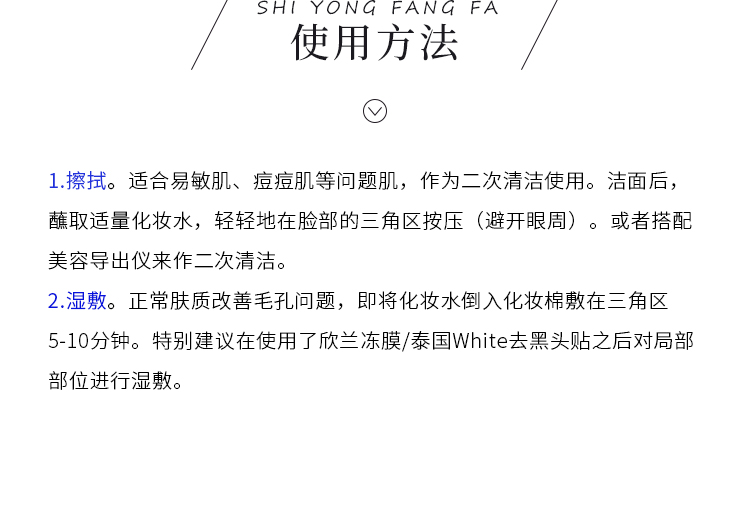 SHI YONG FANG FA
使用方法
1.擦拭。适合易敏肌、痘痘肌等问题肌，作为二次清洁使用。洁面后，
蘸取适量化妆水，轻轻地在脸部的三角区按压（避开眼周）。或者搭配
美容导出仪来作二次清洁。
2.湿敷。正常肤质改善毛孔问题，即将化妆水倒入化妆棉敷在三角区
5-10分钟。特别建议在使用了欣兰冻膜/泰国White去黑头贴之后对局部
部位进行湿敷。